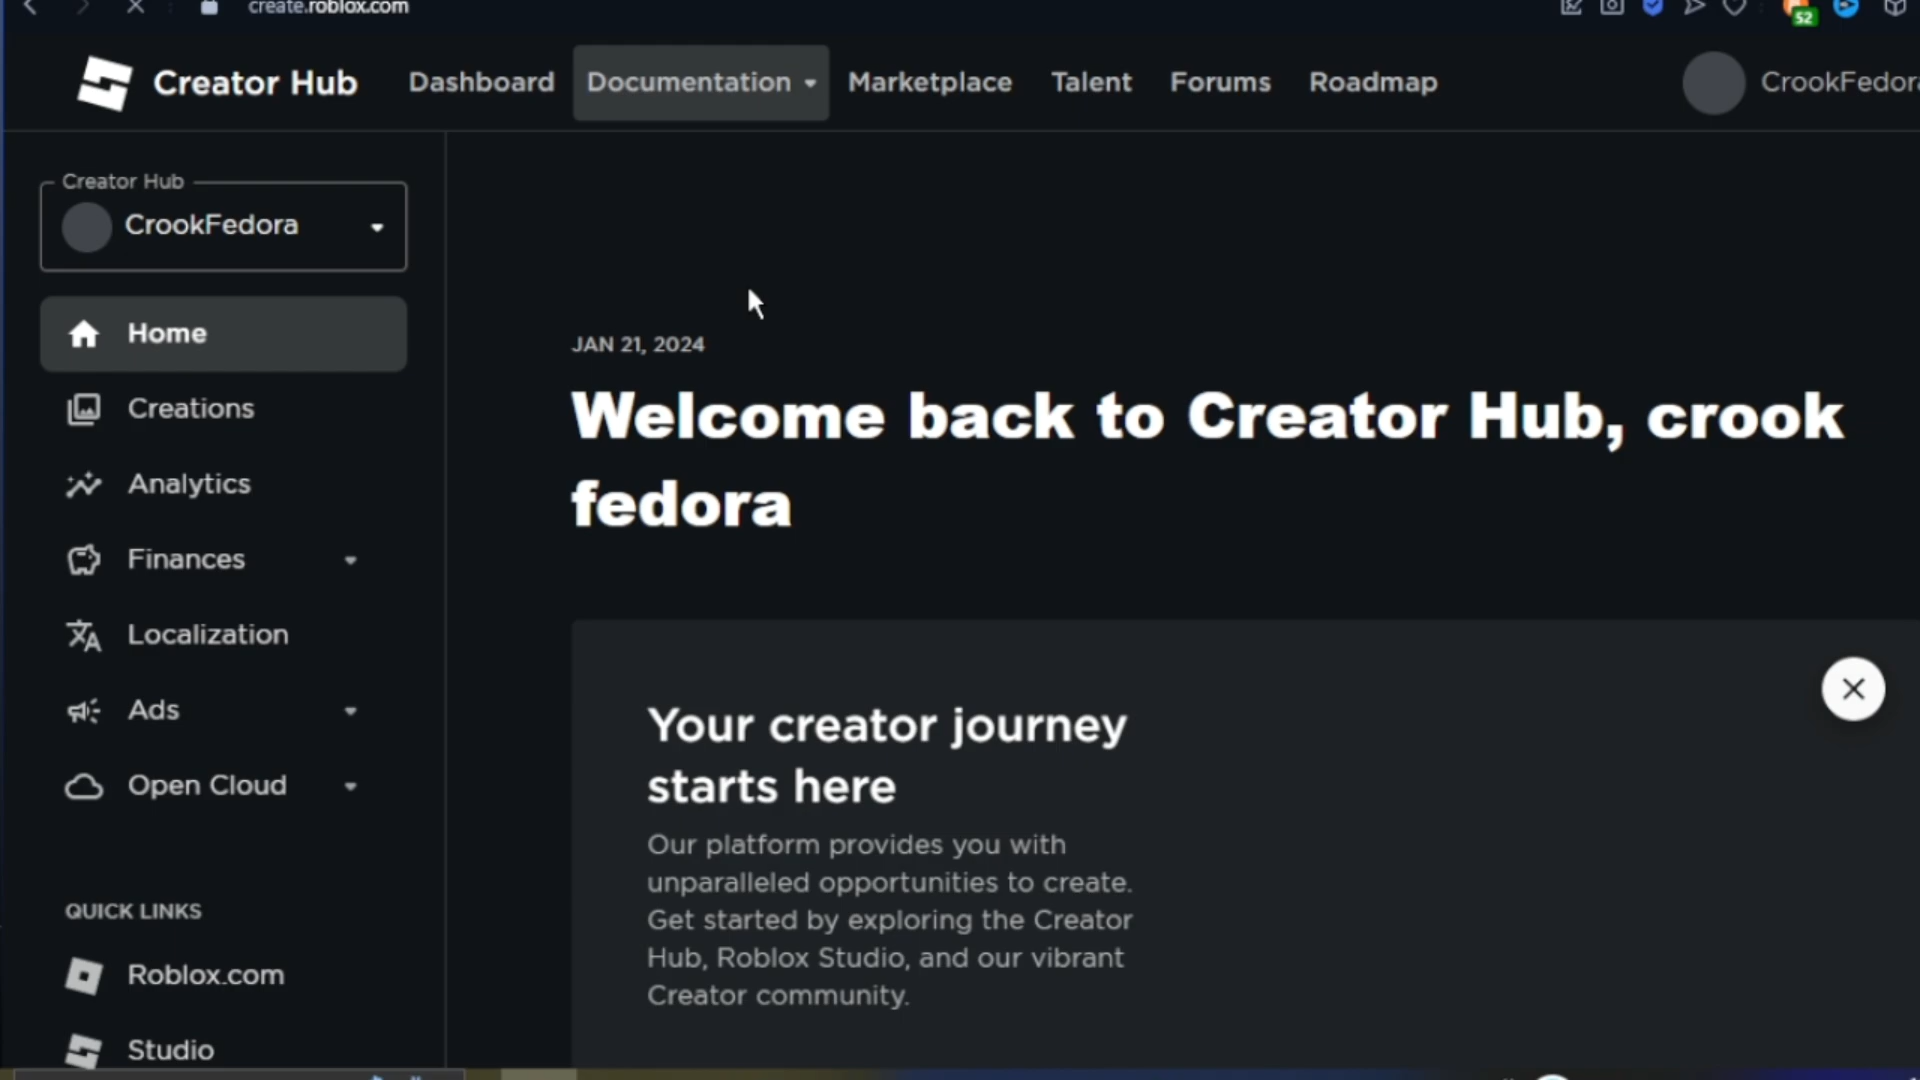 create.roblox.com
52
Creator Hub
Dashboard
Documentation
Marketplace
Talent
Forums
Roadmap
CrookFedora
Creator Hub
CrookFedora
Home
Creations
Analytics
Finances
Localization
Ads
Open Cloud
QUICK LINKS
Roblox.com
Studio
JAN 21, 2024
Welcome back to Creator Hub, crook
fedora
Your creator journey
starts here
Our platform provides you with
unparalleled opportunities to create.
Get started by exploring the Creator
Hub, Roblox Studio, and our vibrant
Creator community.